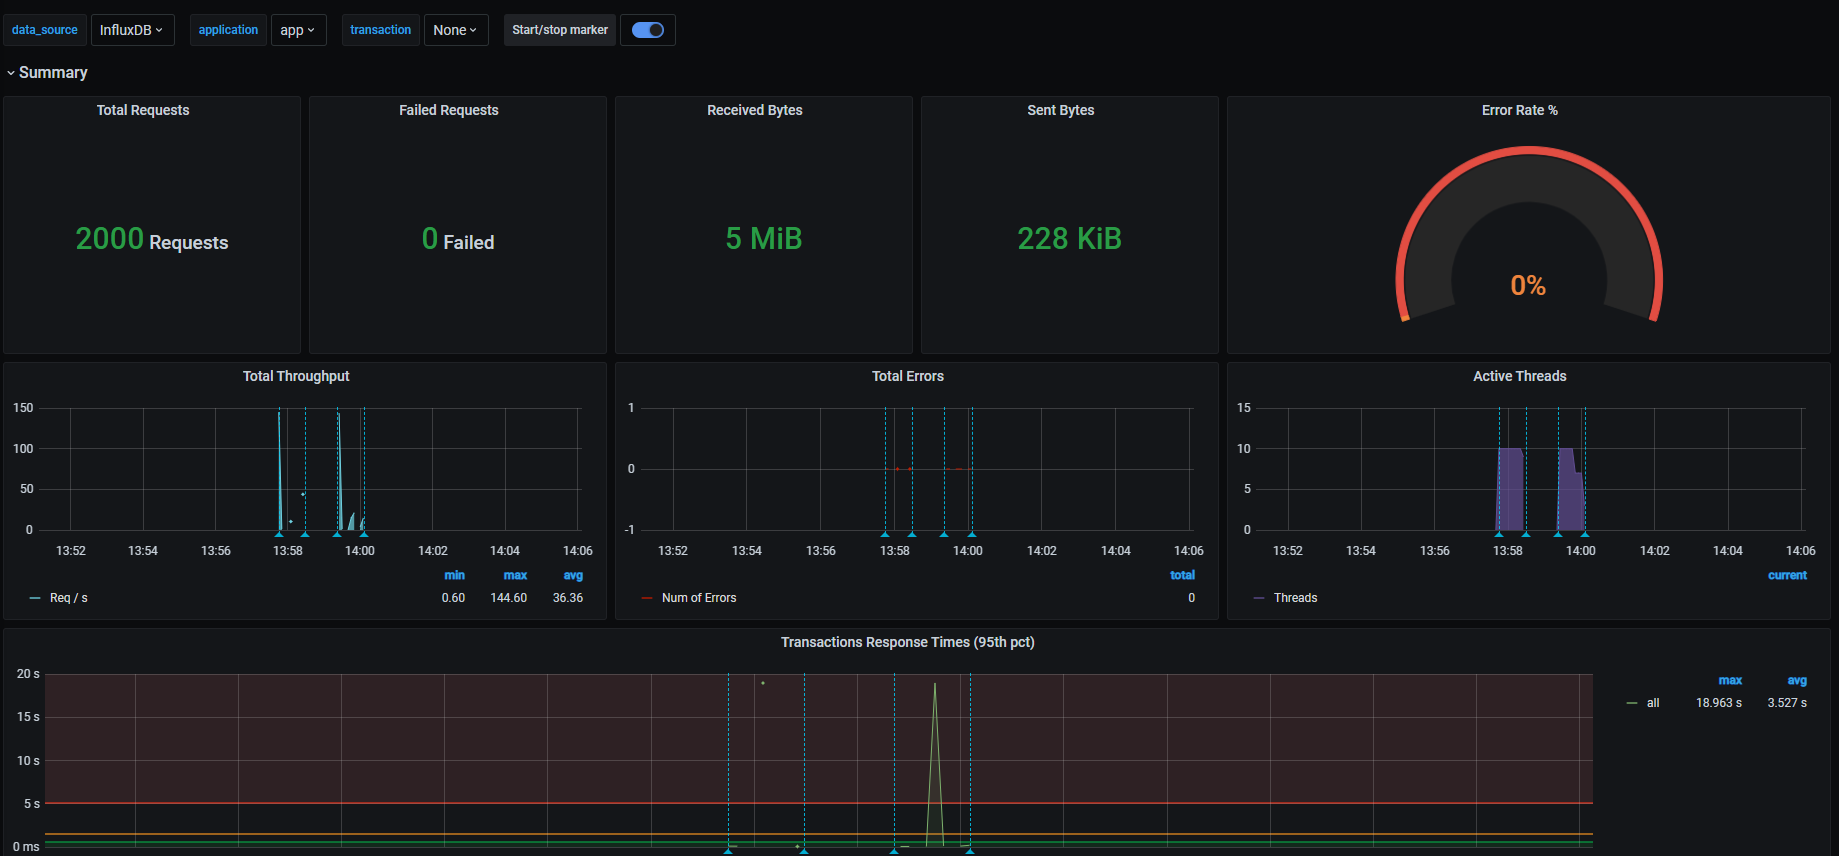 data_source InfluxDB application app transaction None Start/stop marker
Summary
Total Requests
2000 Requests
Failed Requests
0 Failed
Received Bytes
5 MiB
Sent Bytes
228 KiB
Error Rate %
0%
Total Throughput
150
100
50
0
13:52 13:54 13:56 13:58 14:00 14:02 14:04 14:06
min max avg
Req / s 0.60 144.60 36.36
Total Errors
1
0
-1
13:52 13:54 13:56 13:58 14:00 14:02 14:04 14:06
total
Num of Errors 0
Active Threads
15
10
5
0
13:52 13:54 13:56 13:58 14:00 14:02 14:04 14:06
current
Threads
Transactions Response Times (95th pct)
20 s
15 s
10 s
5 s
0 ms
max avg
all 18.963 s 3.527 s